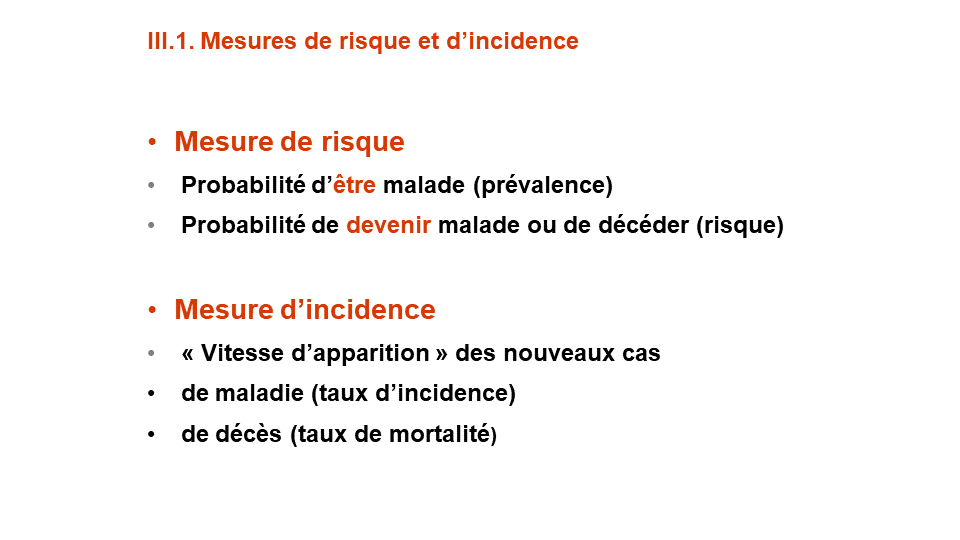 III.1. Mesures de risque et d’incidence
• Mesure de risque
• Probabilité d’être malade (prévalence)
• Probabilité de devenir malade ou de décéder (risque)
• Mesure d’incidence
• « Vitesse d’apparition » des nouveaux cas
• de maladie (taux d’incidence)
• de décès (taux de mortalité)